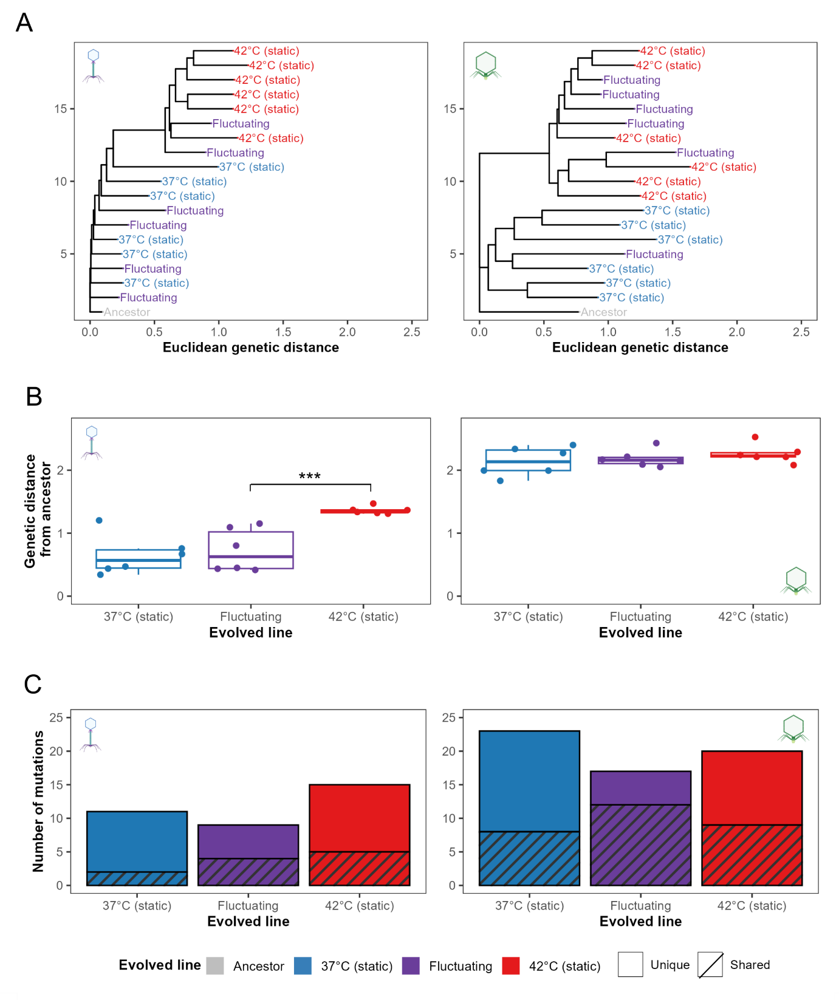 A
42°C (static)
42°C (static)
42°C (static)
42°C (static)
42°C (static)
Fluctuating
42°C (static)
Fluctuating
37°C (static)
37°C (static)
37°C (static)
Fluctuating
Fluctuating
37°C (static)
37°C (static)
Fluctuating
37°C (static)
Fluctuating
Ancestor
15
10
5
0.0 0.5 1.0 1.5 2.0 2.5
Euclidean genetic distance
42°C (static)
42°C (static)
Fluctuating
Fluctuating
Fluctuating
Fluctuating
42°C (static)
Fluctuating
42°C (static)
42°C (static)
42°C (static)
37°C (static)
37°C (static)
37°C (static)
Fluctuating
37°C (static)
37°C (static)
37°C (static)
Ancestor
15
10
5
0.0 0.5 1.0 1.5 2.0 2.5
Euclidean genetic distance
B
Genetic distance
from ancestor
2
1
0
***
37°C (static) Fluctuating 42°C (static)
Evolved line
2
1
0
37°C (static) Fluctuating 42°C (static)
Evolved line
C
Number of mutations
25
20
15
10
5
0
37°C (static) Fluctuating 42°C (static)
Evolved line
25
20
15
10
5
0
37°C (static) Fluctuating 42°C (static)
Evolved line
Evolved line Ancestor 37°C (static) Fluctuating 42°C (static) Unique Shared